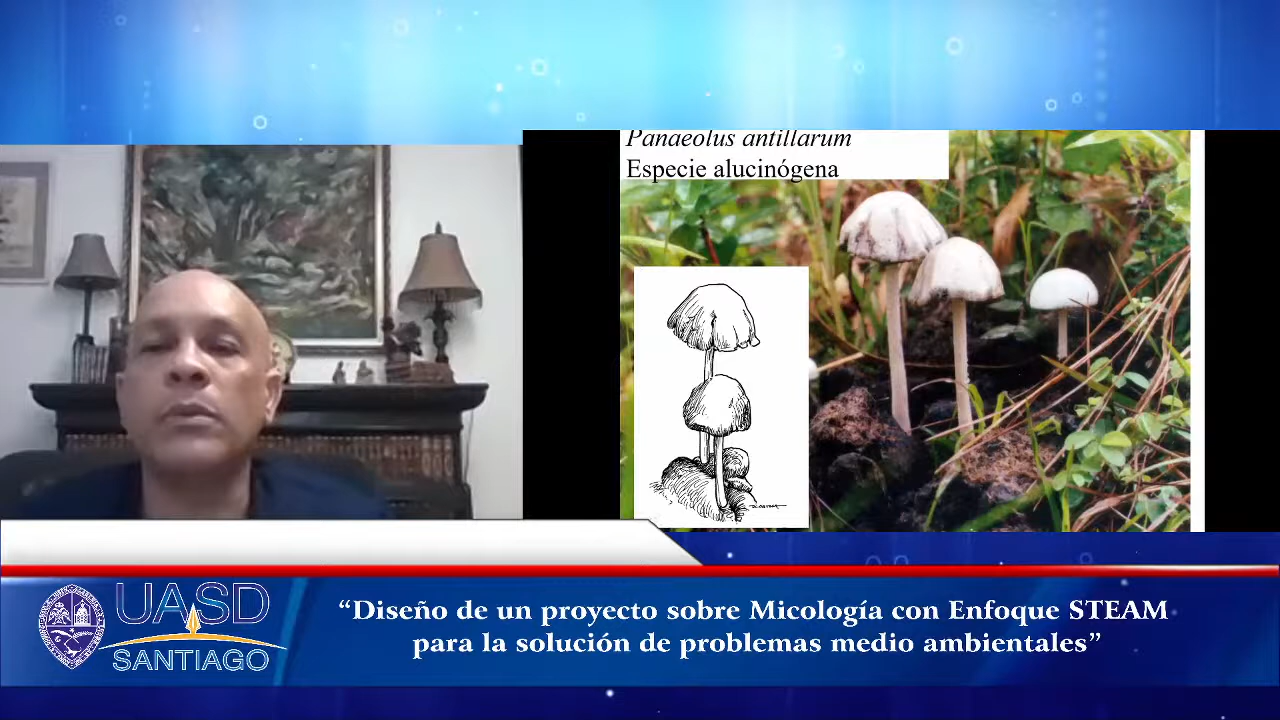 Panaeolus antillarum
Especie alucinógena
UASD
SANTIAGO
“Diseño de un proyecto sobre Micología con Enfoque STEAM
para la solución de problemas medio ambientales”